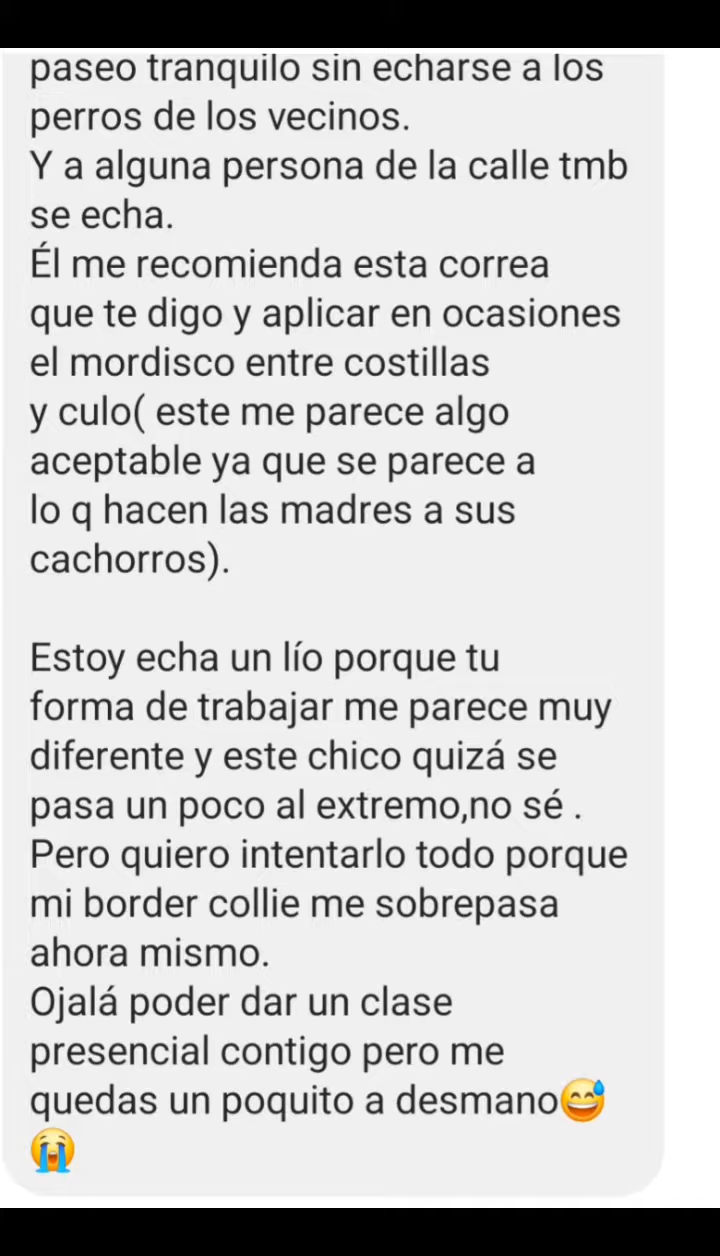 paseo tranquilo sin echarse a los
perros de los vecinos.
Y a alguna persona de la calle tmb
se echa.
Él me recomienda esta correa
que te digo y aplicar en ocasiones
el mordisco entre costillas
y culo( este me parece algo
aceptable ya que se parece a
lo q hacen las madres a sus
cachorros).

Estoy echa un lío porque tu
forma de trabajar me parece muy
diferente y este chico quizá se
pasa un poco al extremo,no sé .
Pero quiero intentarlo todo porque
mi border collie me sobrepasa
ahora mismo.
Ojalá poder dar un clase
presencial contigo pero me
quedas un poquito a desmano😅
😭